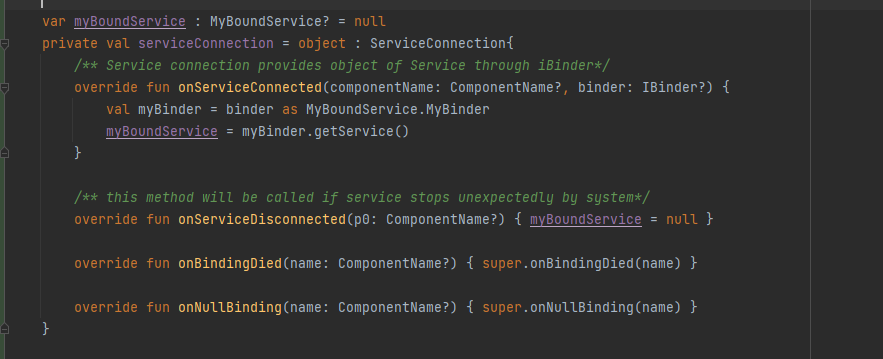 var myBoundService : MyBoundService? = null
private val serviceConnection = object : ServiceConnection{
/** Service connection provides object of Service through iBinder*/
override fun onServiceConnected(componentName: ComponentName?, binder: IBinder?) {
val myBinder = binder as MyBoundService.MyBinder
myBoundService = myBinder.getService()
}
/** this method will be called if service stops unexpectedly by system*/
override fun onServiceDisconnected(p0: ComponentName?) { myBoundService = null }
override fun onBindingDied(name: ComponentName?) { super.onBindingDied(name) }
override fun onNullBinding(name: ComponentName?) { super.onNullBinding(name) }
}